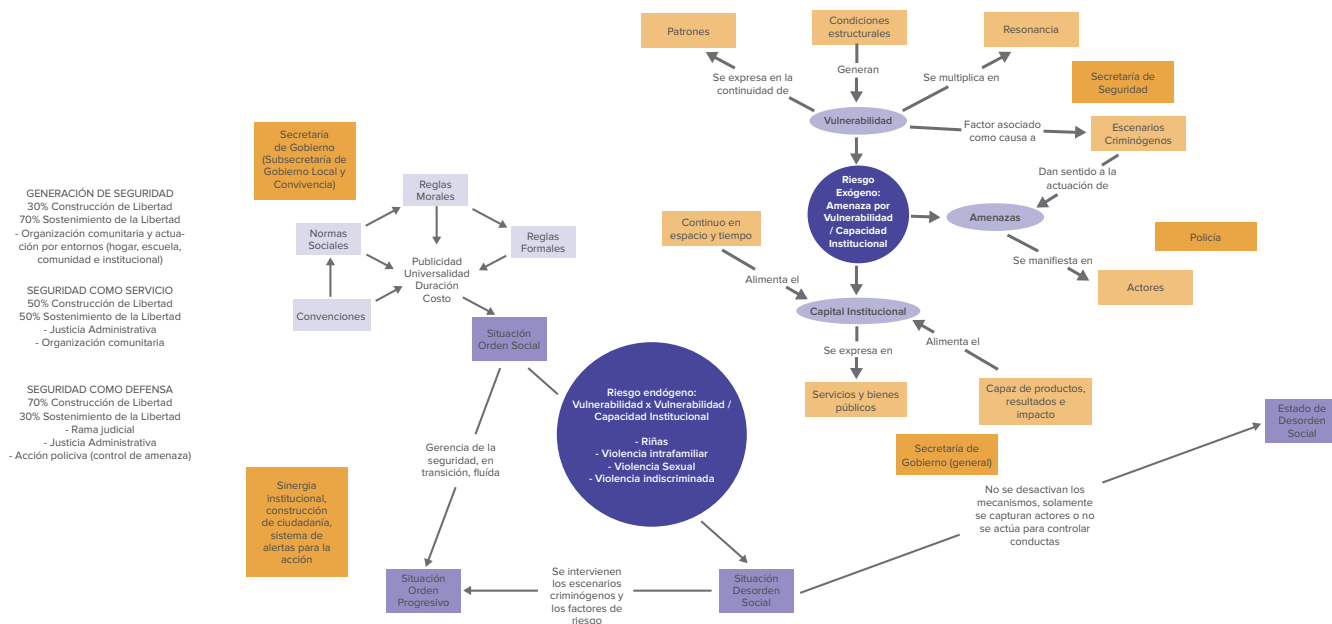 GENERACIÓN DE SEGURIDAD
30% Construcción de Libertad
70% Sostenimiento de la Libertad
- Organización comunitaria y actua-
ción por entornos (hogar, escuela,
comunidad e institucional)
SEGURIDAD COMO SERVICIO
50% Construcción de Libertad
50% Sostenimiento de la Libertad
- Justicia Administrativa
- Organización comunitaria
SEGURIDAD COMO DEFENSA
70% Construcción de Libertad
30% Sostenimiento de la Libertad
- Rama judicial
- Justicia Administrativa
- Acción policiva (control de amenaza)
Secretaría
de Gobierno
(Subsecretaría de
Gobierno Local y
Convivencia)
Reglas
Morales
Normas
Sociales
Reglas
Formales
Publicidad
Universalidad
Duración
Costo
Convenciones
Situación
Orden Social
Gerencia de la
seguridad, en
transición, fluída
Sinergia
institucional,
construcción
de ciudadanía,
sistema de
alertas para la
acción
Situación
Orden
Progresivo
Se intervienen
los escenarios
criminógenos y
los factores de
riesgo
Situación
Desorden
Social
Riesgo endógeno:
Vulnerabilidad x Vulnerabilidad /
Capacidad Institucional
- Riñas
- Violencia intrafamiliar
- Violencia Sexual
- Violencia indiscriminada
Patrones
Condiciones
estructurales
Resonancia
Se expresa en la
continuidad de
Generan
Se multiplica en
Secretaría de
Seguridad
Vulnerabilidad
Factor asociado
como causa a
Escenarios
Criminógenos
Dan sentido a la
actuación de
Riesgo
Exógeno:
Amenaza por
Vulnerabilidad
/ Capacidad
Institucional
Amenazas
Continuo en
espacio y tiempo
Policía
Se manifiesta en
Alimenta el
Actores
Capital Institucional
Se expresa en
Alimenta el
Servicios y bienes
públicos
Capaz de productos,
resultados e
impacto
Secretaría de
Gobierno (general)
Estado de
Desorden
Social
No se desactivan los
mecanismos, solamente
se capturan actores o no
se actúa para controlar
conductas